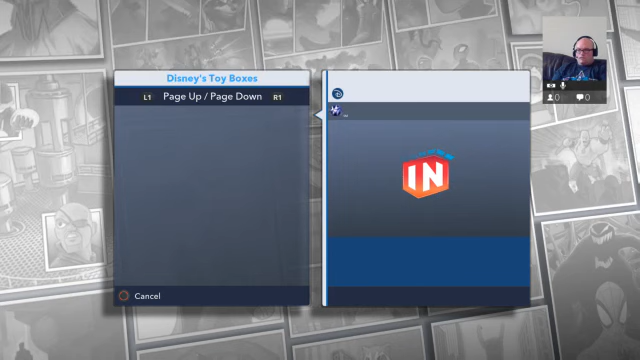 Disney's Toy Boxes
L1 Page Up / Page Down R1
...
IN
Cancel
0 0